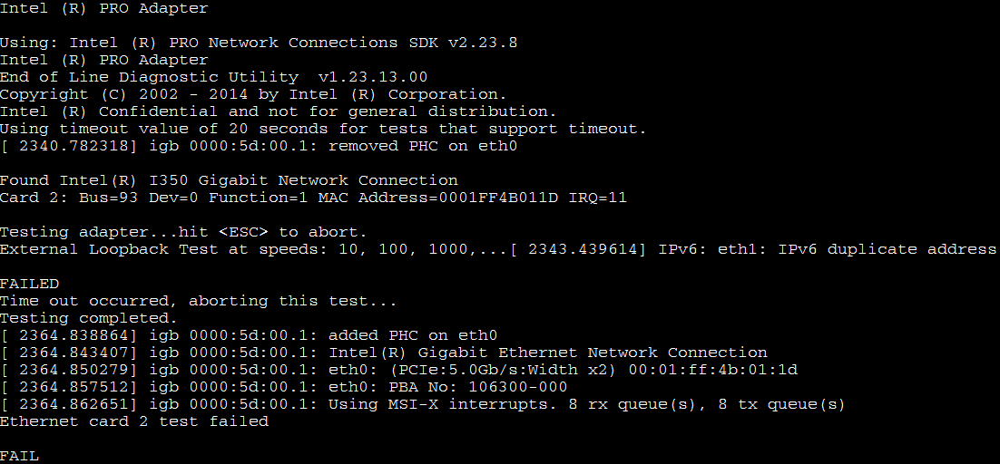 Intel (R) PRO Adapter
Using: Intel (R) PRO Network Connections SDK v2.23.8
Intel (R) PRO Adapter
End of Line Diagnostic Utility  v1.23.13.00
Copyright (C) 2002 - 2014 by Intel (R) Corporation.
Intel (R) Confidential and not for general distribution.
Using timeout value of 20 seconds for tests that support timeout.
[ 2340.782318] igb 0000:5d:00.1: removed PHC on eth0
Found Intel(R) I350 Gigabit Network Connection
Card 2: Bus=93 Dev=0 Function=1 MAC Address=0001FF4B011D IRQ=11
Testing adapter...hit <ESC> to abort.
External Loopback Test at speeds: 10, 100, 1000,...[ 2343.439614] IPv6: eth1: IPv6 duplicate address
FAILED
Time out occurred, aborting this test...
Testing completed.
[ 2364.838864] igb 0000:5d:00.1: added PHC on eth0
[ 2364.843407] igb 0000:5d:00.1: Intel(R) Gigabit Ethernet Network Connection
[ 2364.850279] igb 0000:5d:00.1: eth0: (PCIe:5.0Gb/s:Width x2) 00:01:ff:4b:01:1d
[ 2364.857512] igb 0000:5d:00.1: eth0: PBA No: 106300-000
[ 2364.862651] igb 0000:5d:00.1: Using MSI-X interrupts. 8 rx queue(s), 8 tx queue(s)
Ethernet card 2 test failed
FAIL